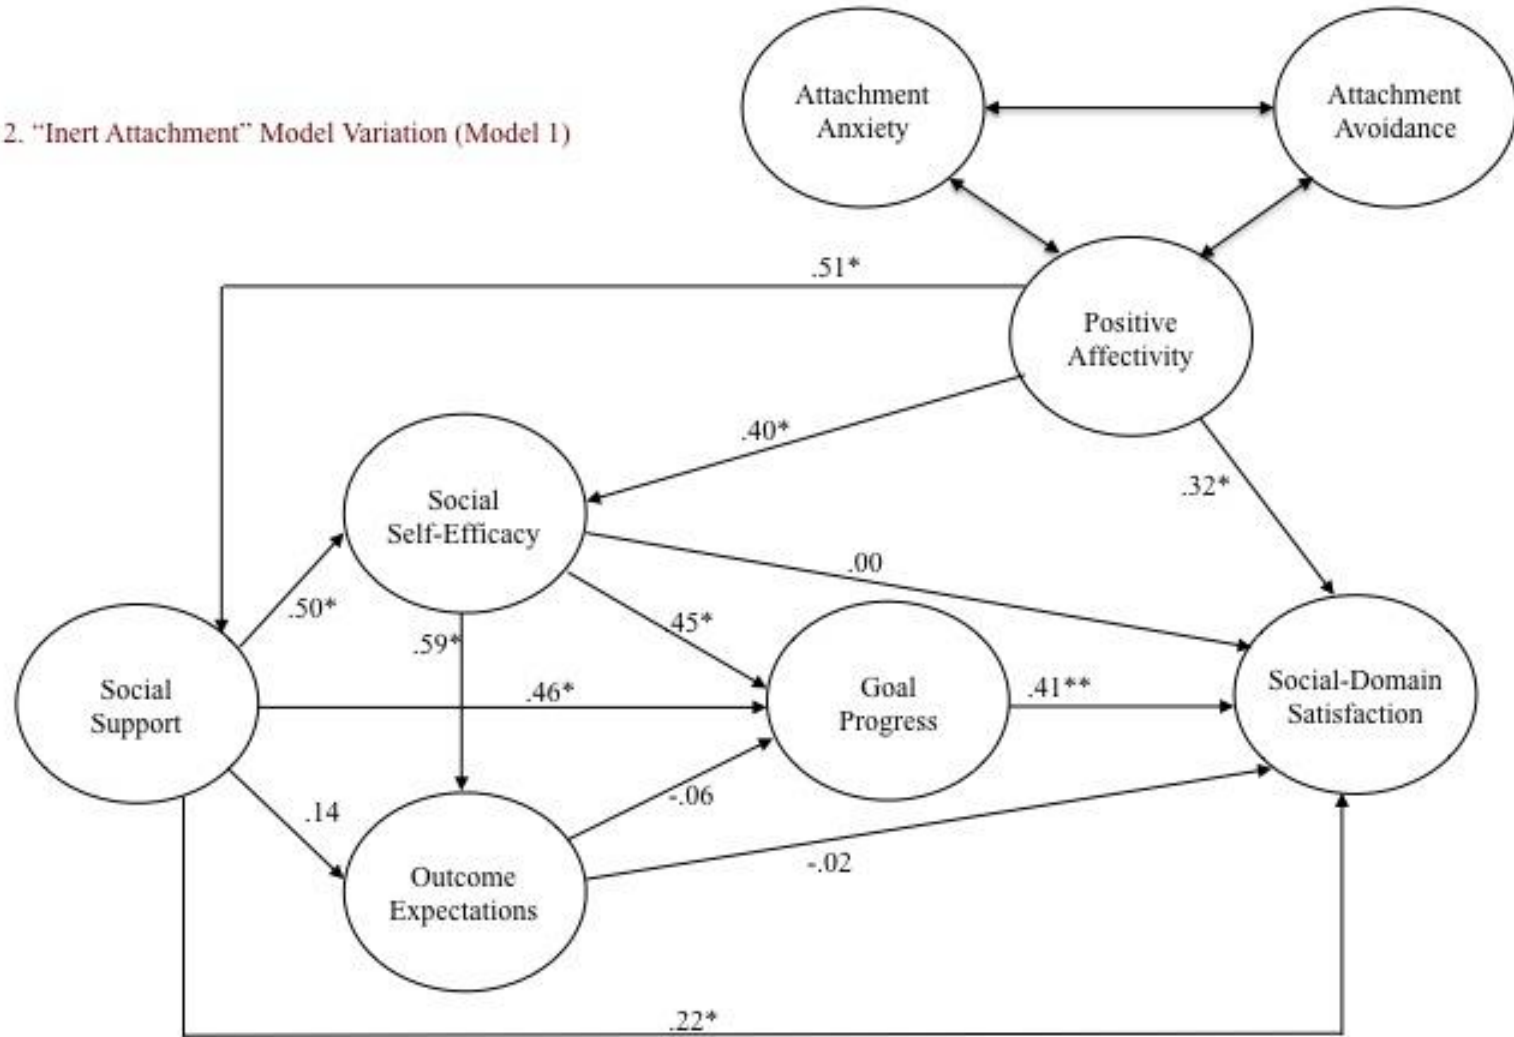 Attachment
Anxiety
Attachment
Avoidance
2. “Inert Attachment¨ Model Variation (Model 1)
.51*
Positive
Affectivity
.40*
.32*
Social
Self-Efficacy
.00
.50*
.59*
.45*
Social
Support
.46*
Goal
Progress
.41**
Social-Domain
Satisfaction
.14
-.06
-.02
Outcome
Expectations
.22*